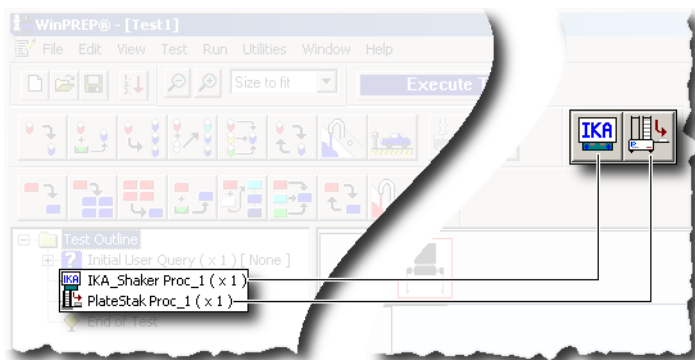 WinPREP® - [Test1]
File Edit View Test Run Utilities Window Help
Size to fit
Execute T
IKA
Test Outline
Initial User Query ( x 1 ) [ None ]
IKA IKA_Shaker Proc_1 ( x 1 )
PlateStak Proc_1 ( x 1 )
End of Test